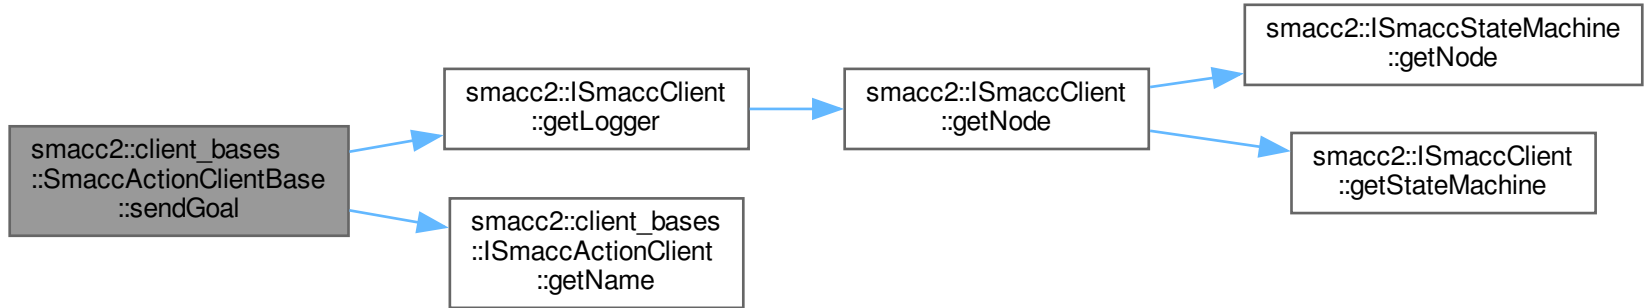 smacc2::client_bases
::SmaccActionClientBase
::sendGoal
smacc2::ISmaccClient
::getLogger
smacc2::client_bases
::ISmaccActionClient
::getName
smacc2::ISmaccClient
::getNode
smacc2::ISmaccStateMachine
::getNode
smacc2::ISmaccClient
::getStateMachine